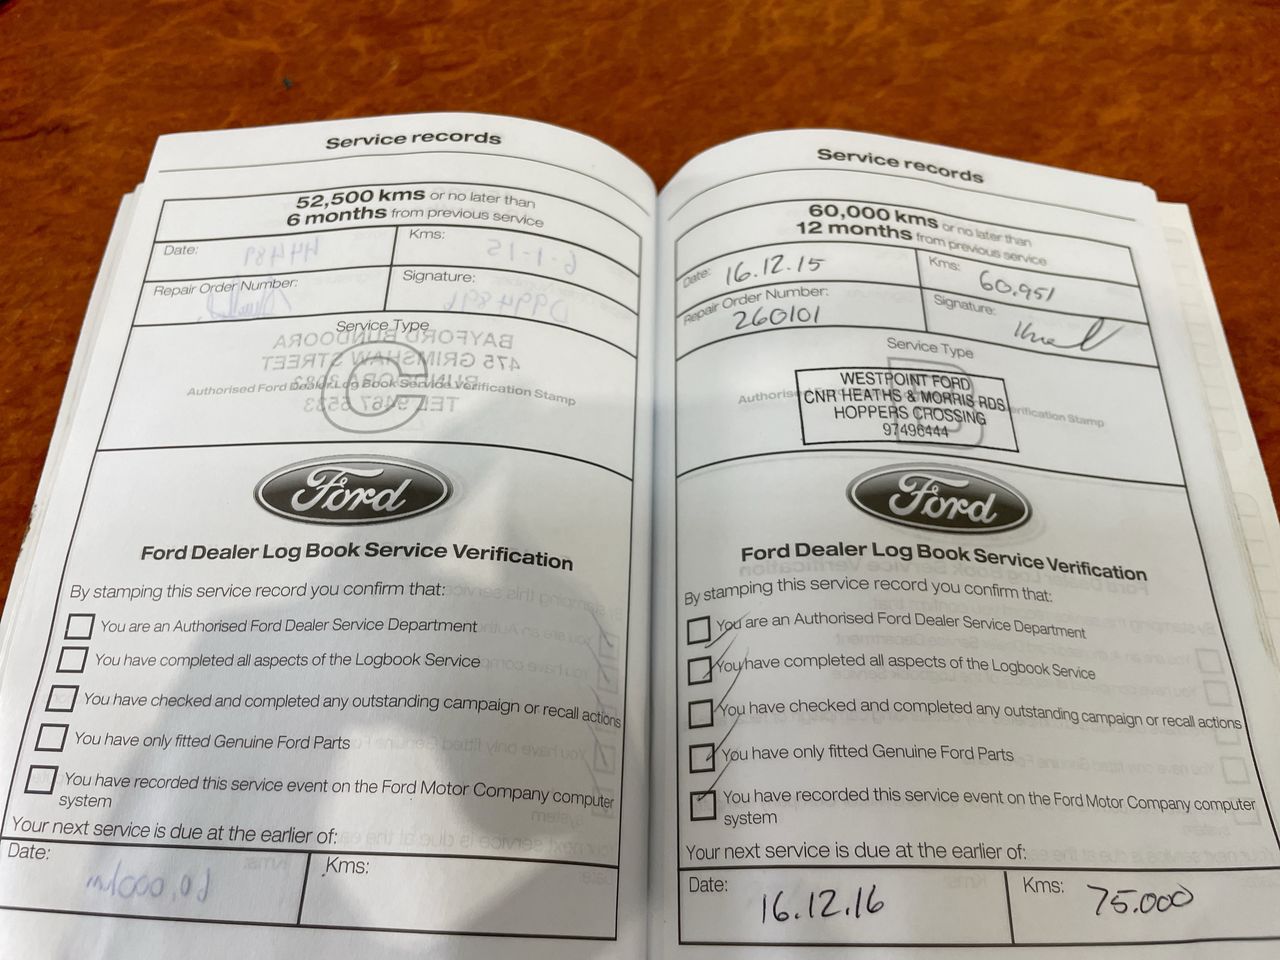 Service records
52,500 kms or no later than
6 months from previous service
Date:
Kms:
Repair Order Number:
Signature:
Service Type
C
Authorised Ford Dealer Log Book Service Verification Stamp
Ford
Ford Dealer Log Book Service Verification
By stamping this service record you confirm that:
You are an Authorised Ford Dealer Service Department
You have completed all aspects of the Logbook Service
You have checked and completed any outstanding campaign or recall actions
You have only fitted Genuine Ford Parts
You have recorded this service event on the Ford Motor Company computer
system
Your next service is due at the earlier of:
Date:
Kms:
Service records
60,000 kms or no later than
12 months from previous service
Date: 16.12.15
Kms: 60,951
Repair Order Number:
260101
Signature:
Service Type
WESTPOINT FORD
CNR HEATHS & MORRIS RDS
HOPPERS CROSSING
97496444
Ford
Ford Dealer Log Book Service Verification
By stamping this service record you confirm that:
You are an Authorised Ford Dealer Service Department
You have completed all aspects of the Logbook Service
You have checked and completed any outstanding campaign or recall actions
You have only fitted Genuine Ford Parts
You have recorded this service event on the Ford Motor Company computer
system
Your next service is due at the earlier of:
Date: 16.12.16
Kms: 75.000